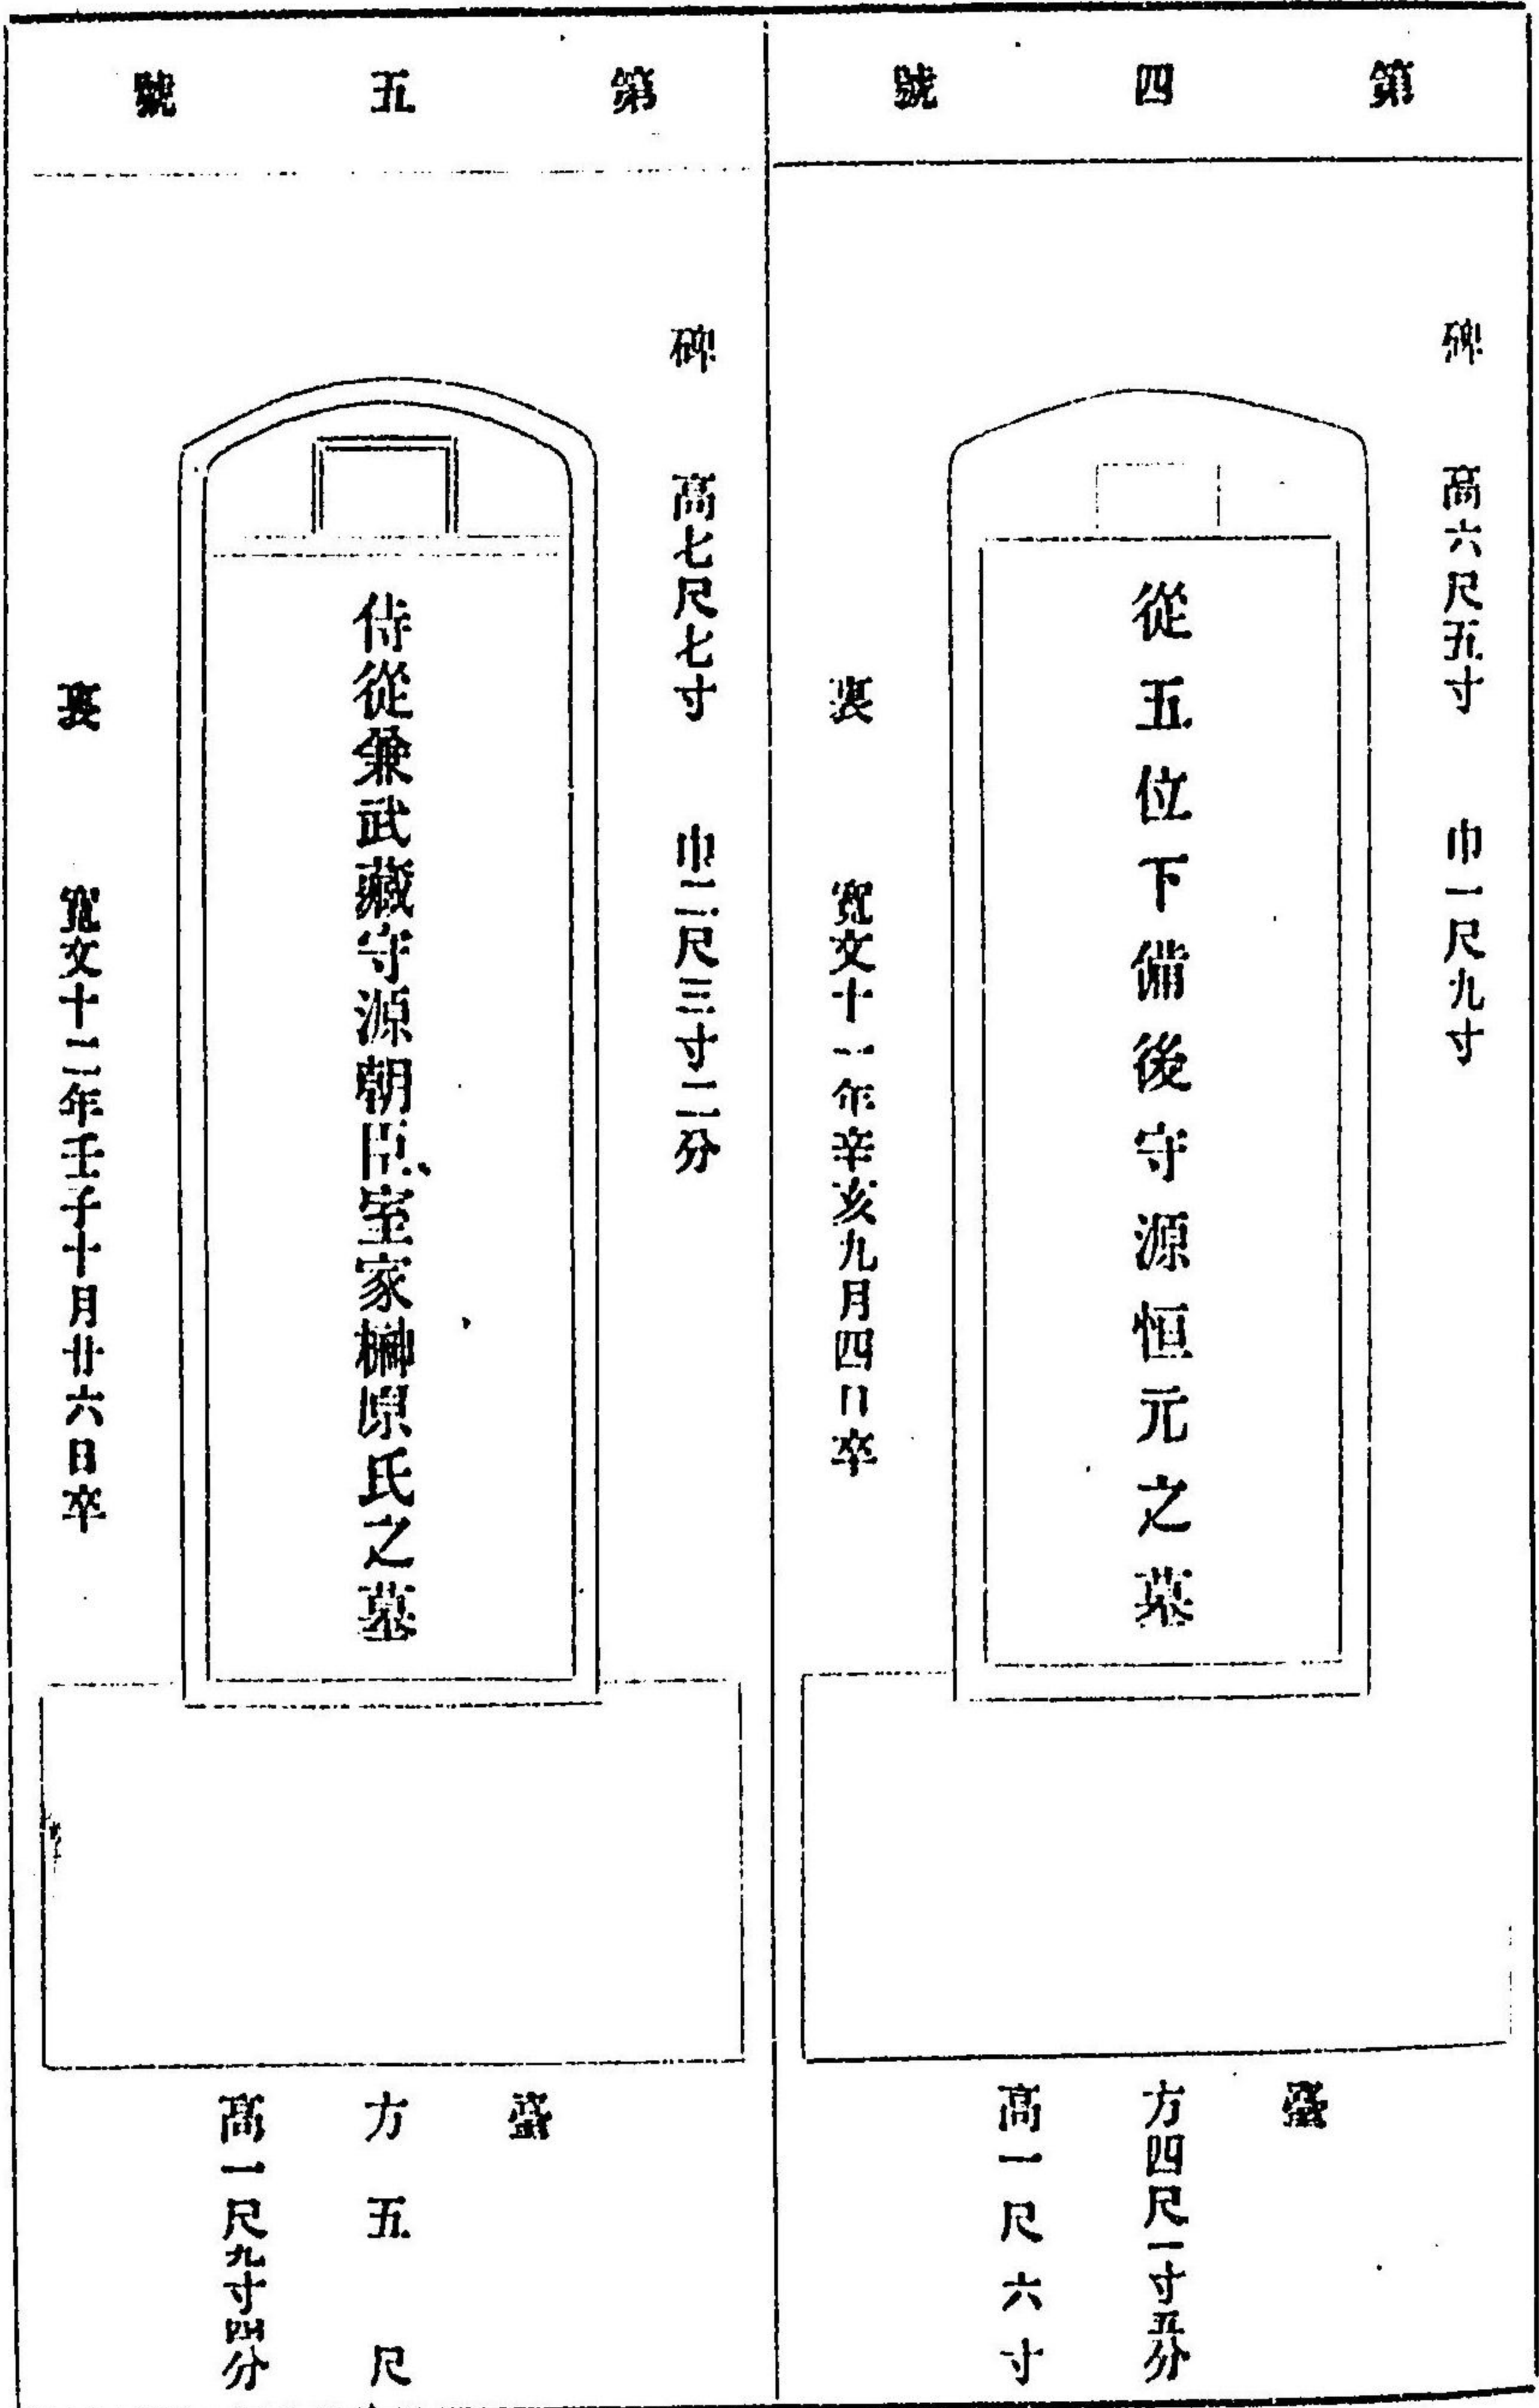 第四號
碑 高六尺五寸 巾一尺九寸
從五位下備後守源恒元之墓
裏 寛文十一年辛亥九月四日卒
臺
方四尺一寸五分
高一尺六寸
第五號
碑 高七尺七寸 巾二尺三寸二分
侍從兼武藏守源朝臣室家榊原氏之墓
裏 寛文十二年壬子十月廿六日卒
臺
方五尺
高一尺九寸四分